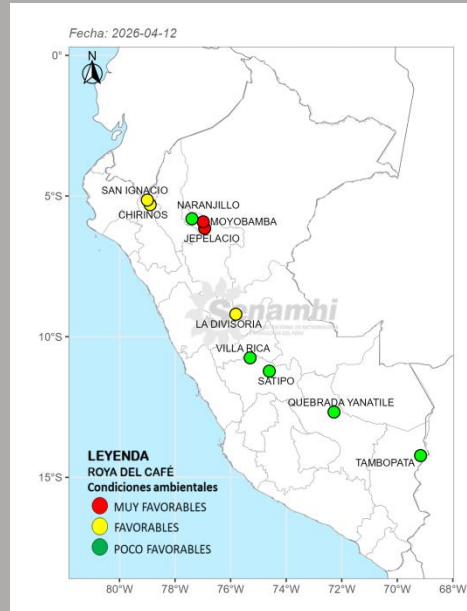 Fecha: 2026-04-12
N
0°
5°S
10°S
15°S
SAN IGNACIO
CHIRINOS
NARANJILLO
MOYOBAMBA
JEPELACIO
Senamhi
LA DIVISORIA
VILLA RICA
SATIPO
QUEBRADA YANATILE
TAMBOPATA
LEYENDA
ROYA DEL CAFÉ
Condiciones ambientales
MUY FAVORABLES
FAVORABLES
POCO FAVORABLES
80°W 78°W 76°W 74°W 72°W 70°W 68°W